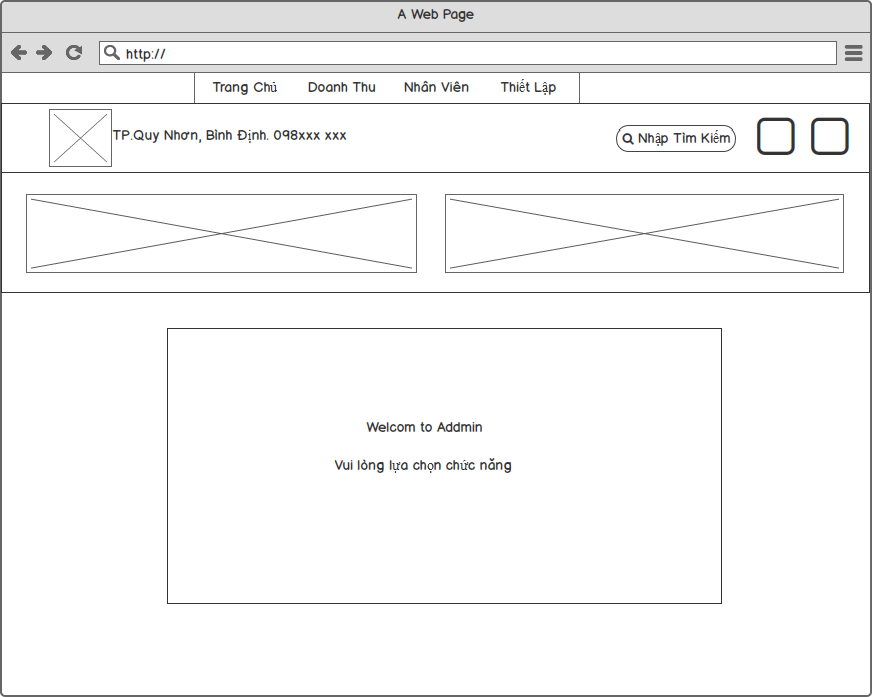 A Web Page
http://
Trang Chủ Doanh Thu Nhân Viên Thiết Lập
TP.Quy Nhơn, Bình Định. 098xxx xxx
Nhập Tìm Kiếm
Welcom to Addmin
Vui lòng lựa chọn chức năng